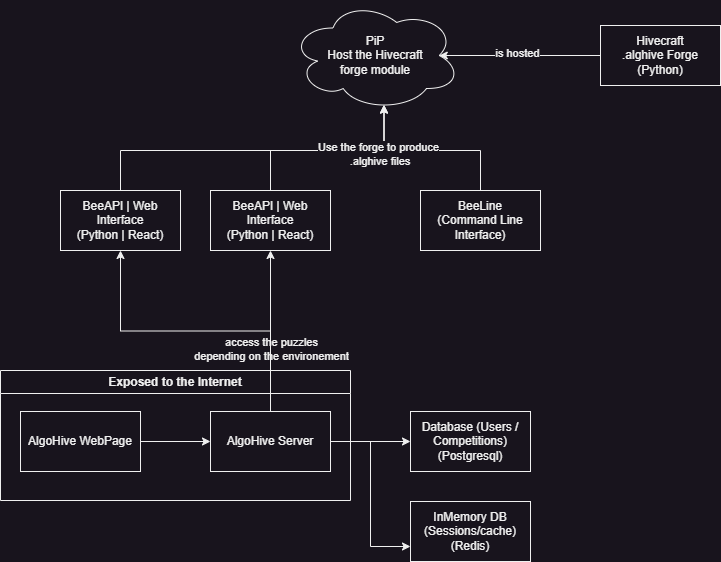 PiP
Host the Hivecraft
forge module
is hosted
Hivecraft
.alghive Forge
(Python)
Use the forge to produce
.alghive files
BeeAPI | Web
Interface
(Python | React)
BeeAPI | Web
Interface
(Python | React)
BeeLine
(Command Line
Interface)
access the puzzles
depending on the environement
Exposed to the Internet
AlgoHive WebPage
AlgoHive Server
Database (Users /
Competitions)
(Postgresql)
InMemory DB
(Sessions/cache)
(Redis)